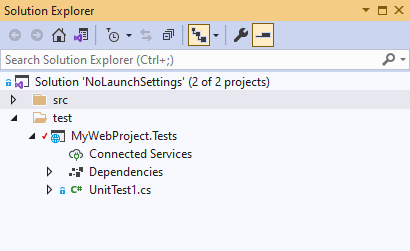 Solution Explorer
Search Solution Explorer (Ctrl+;)
Solution 'NoLaunchSettings' (2 of 2 projects)
src
test
MyWebProject.Tests
Connected Services
Dependencies
C# UnitTest1.cs